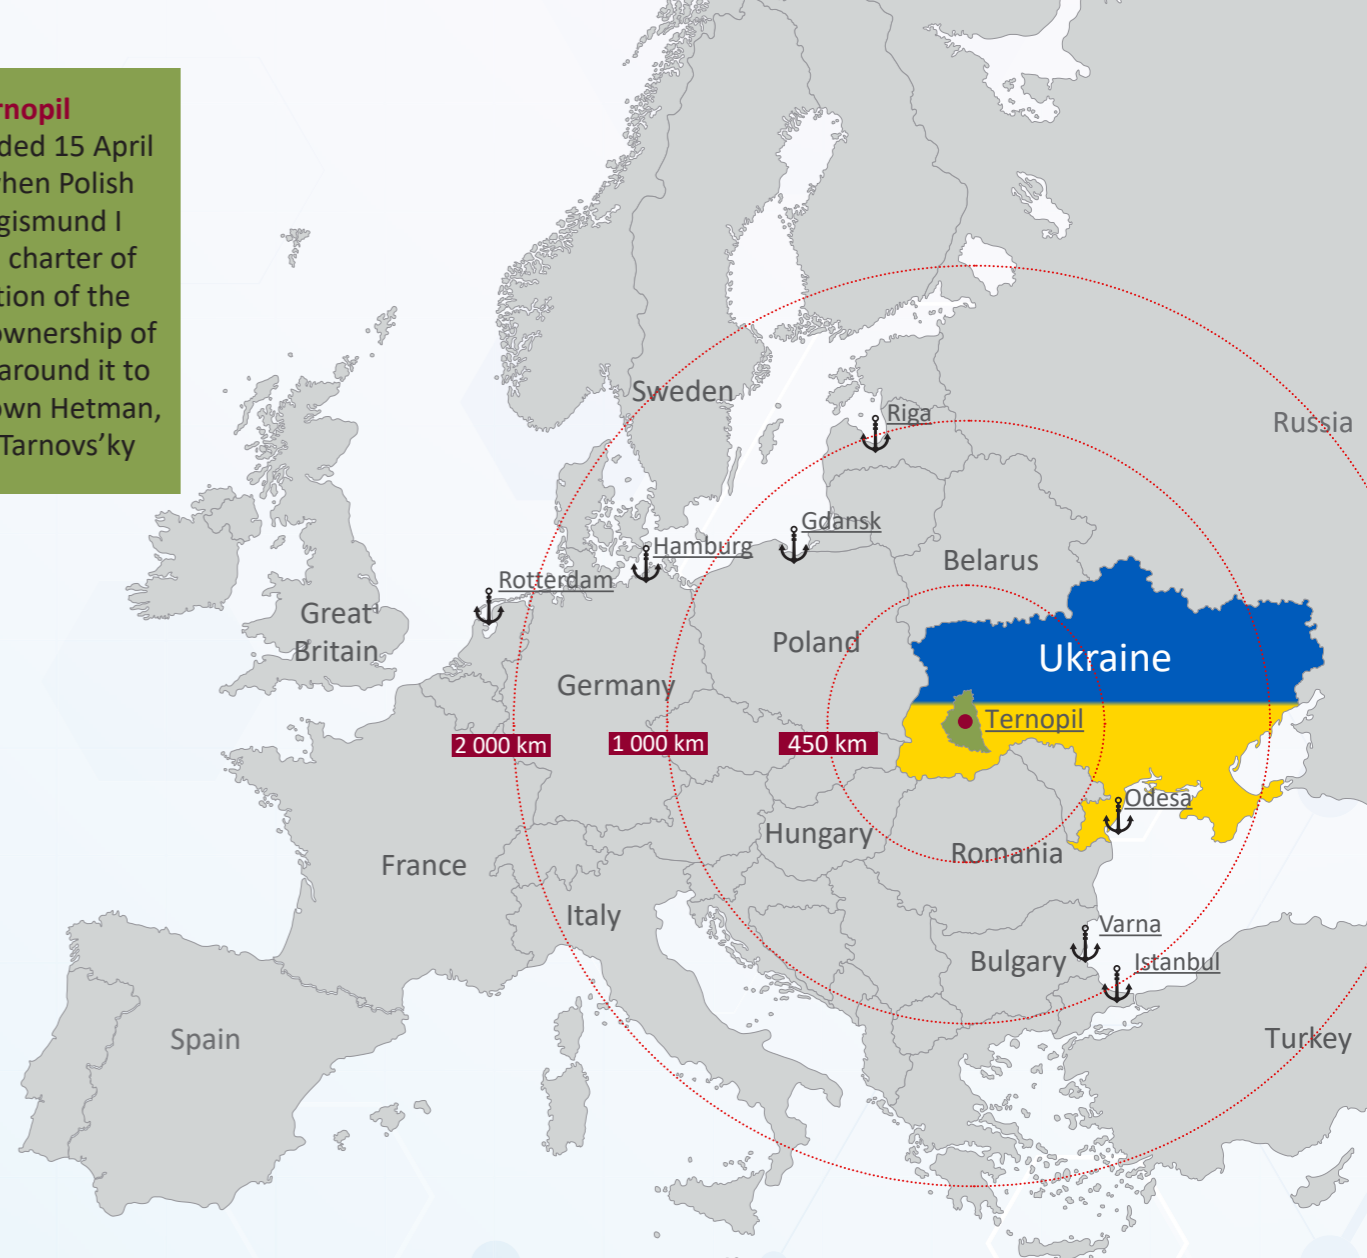 rnopil
ded 15 April
hen Polish
gismund I
charter of
tion of the
ownership of
around it to
own Hetman,
Tarnovs'ky
Sweden
Riga
Russia
Gdansk
Hamburg
Belarus
Rotterdam
Great
Britain
Poland
Ukraine
Germany
Ternopil
2 000 km
1 000 km
450 km
Odesa
Hungary
Romania
France
Italy
Varna
Bulgary
Istanbul
Spain
Turkey